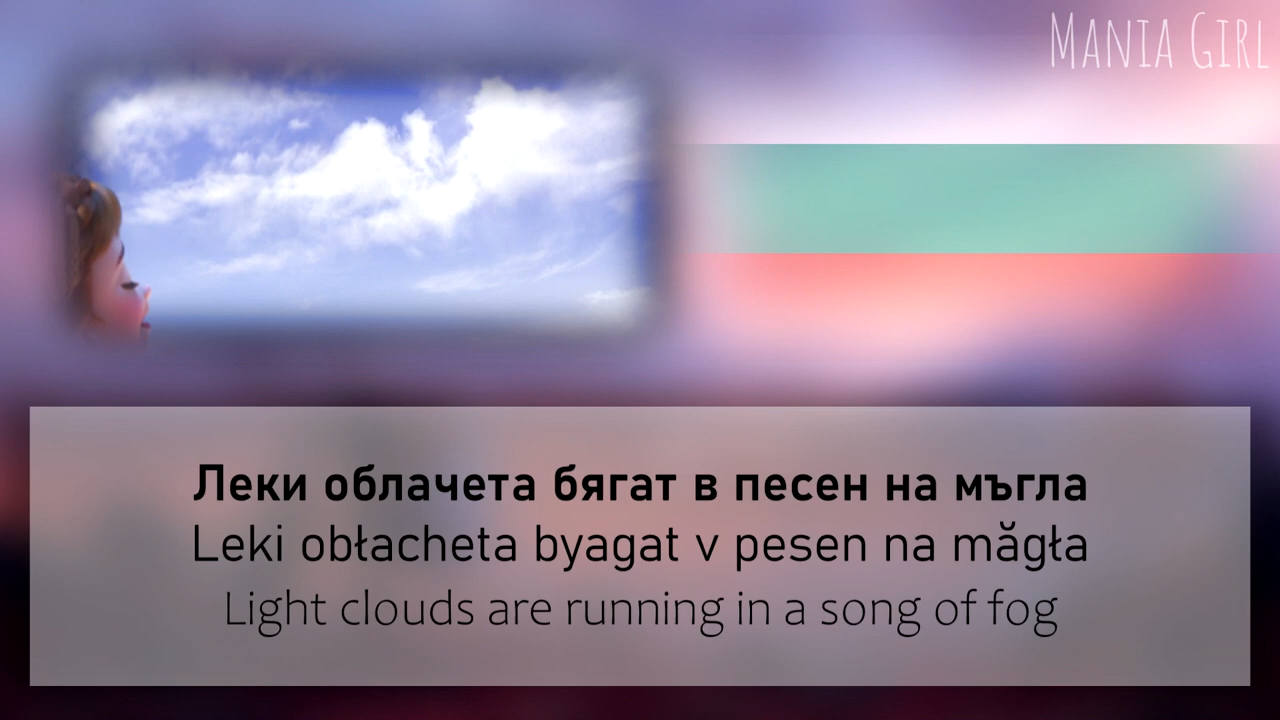 Mania Girl
Леки облачета бягат в песен на мъгла
Leki obłacheta byagat v pesen na măgła
Light clouds are running in a song of fog